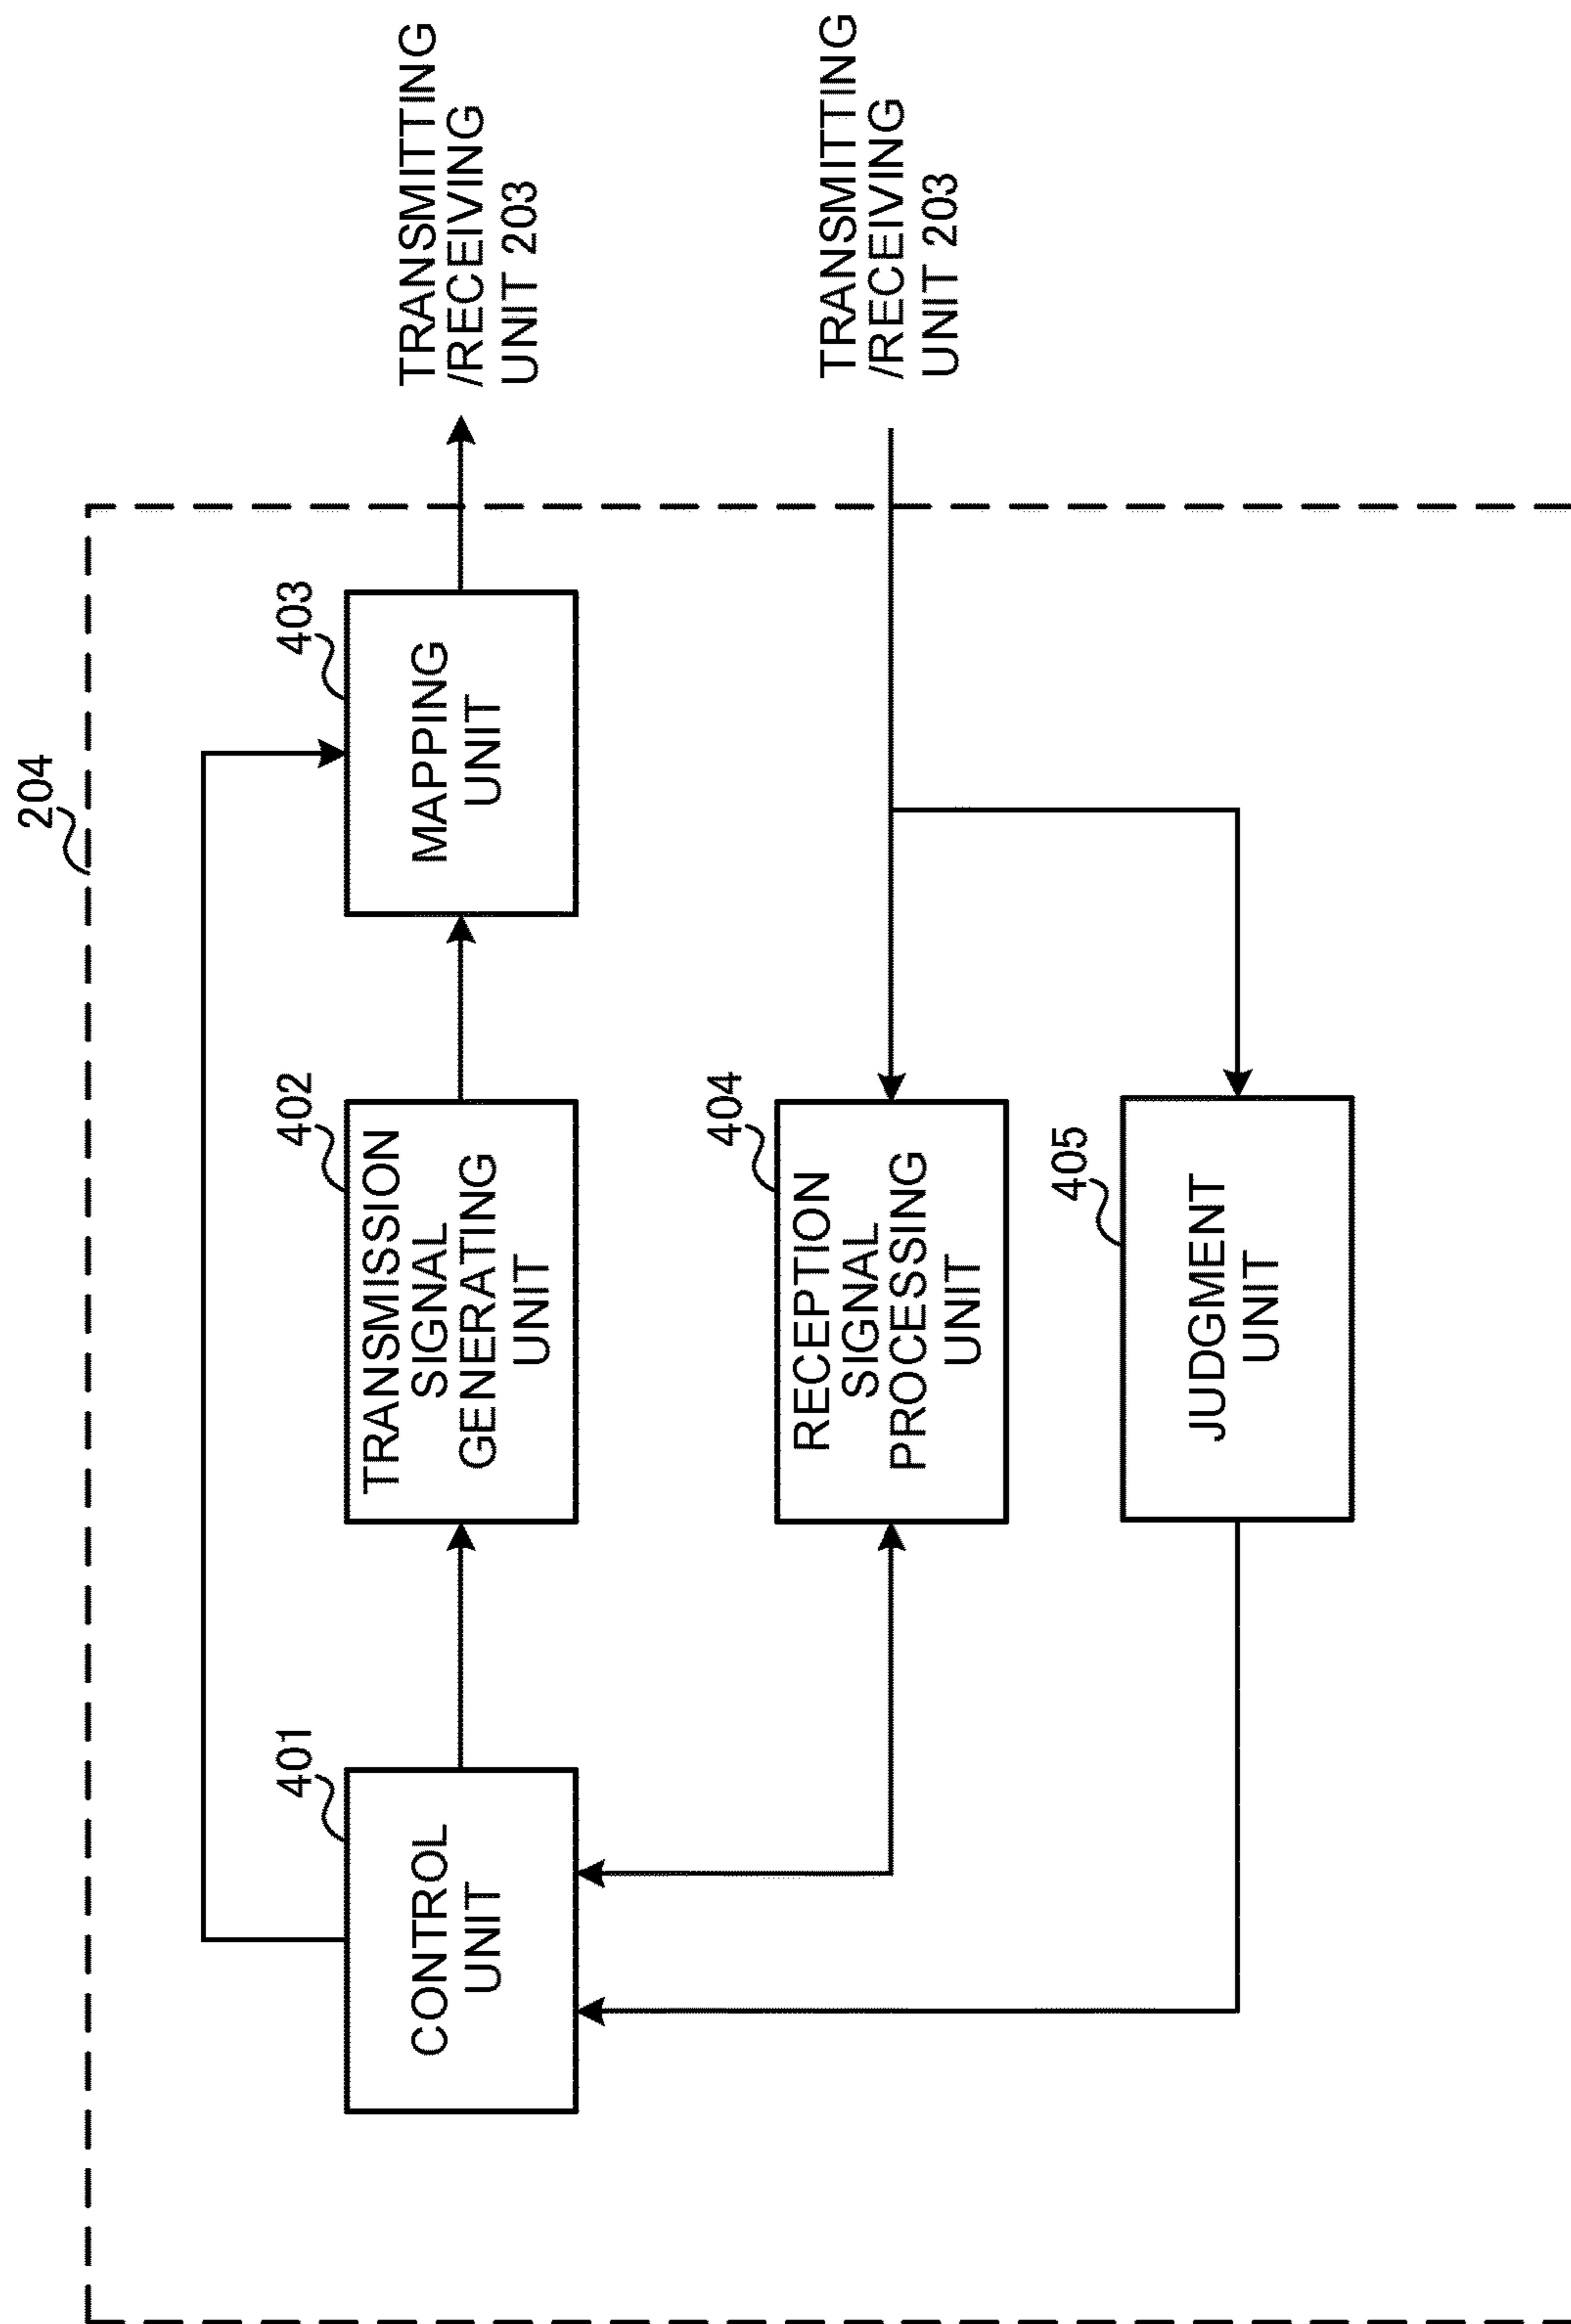 204
401
CONTROL
UNIT
402
TRANSMISSION
SIGNAL
GENERATING
UNIT
403
MAPPING
UNIT
TRANSMITTING
/RECEIVING
UNIT 203
404
RECEPTION
SIGNAL
PROCESSING
UNIT
TRANSMITTING
/RECEIVING
UNIT 203
405
JUDGMENT
UNIT